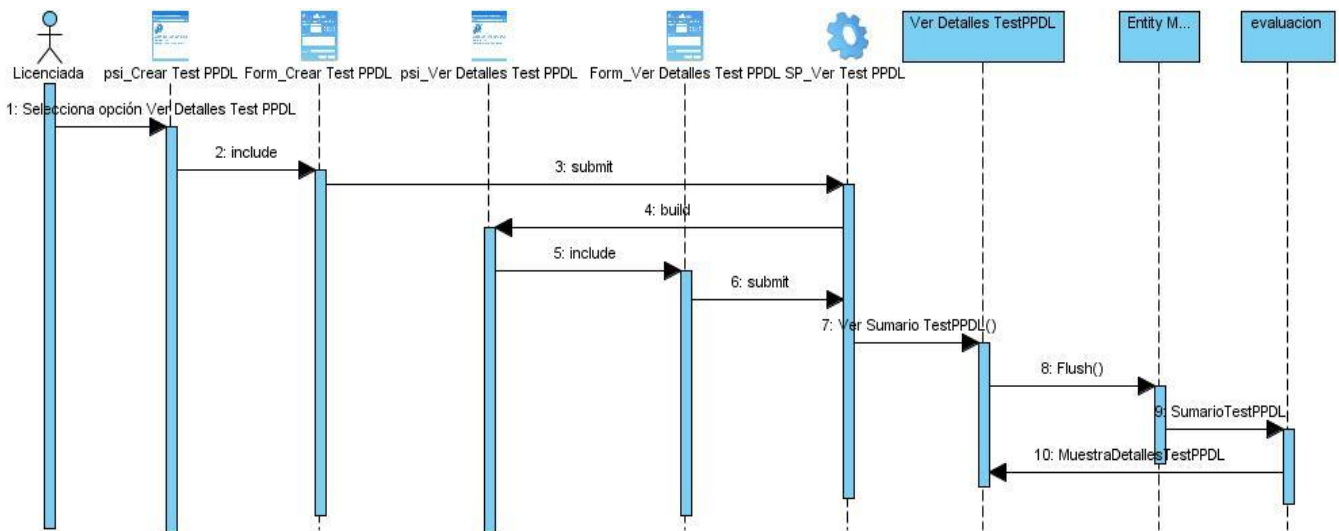 Ver Detalles TestPPDL
Entity M...
evaluacion
Licenciada
psi_Crear Test PPDL
Form_Crear Test PPDL
psi_Ver Detalles Test PPDL
Form_Ver Detalles Test PPDL
SP_Ver Test PPDL
1: Selecciona opción Ver Detalles Test PPDL
2: include
3: submit
4: build
5: include
6: submit
7: Ver Sumario TestPPDL()
8: Flush()
9: SumarioTestPPDL
10: MuestraDetallesTestPPDL